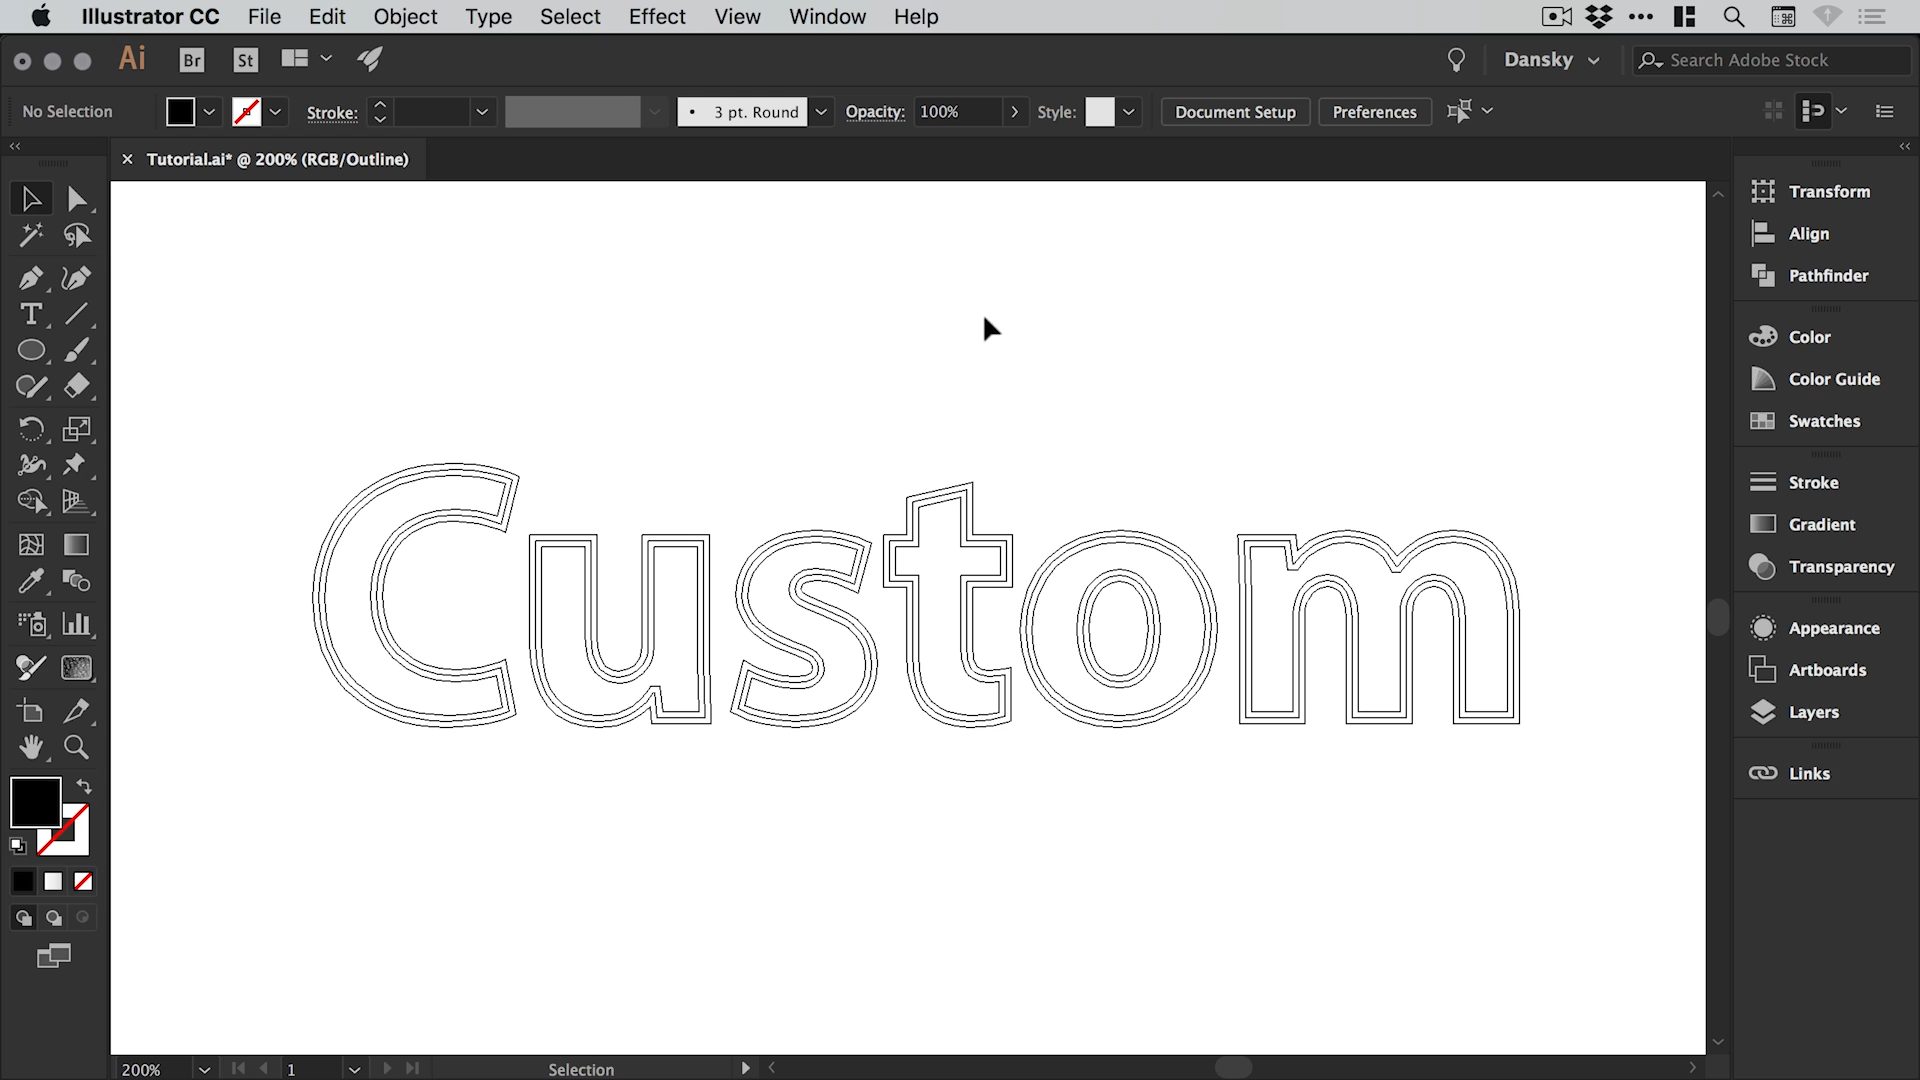 Illustrator CC File Edit Object Type Select Effect View Window Help
Ai Br St Dansky Search Adobe Stock
No Selection Stroke: 3 pt. Round Opacity: 100% Style: Document Setup Preferences
× Tutorial.ai* @ 200% (RGB/Outline)
Transform
Align
Pathfinder
Color
Color Guide
Swatches
Stroke
Gradient
Transparency
Appearance
Artboards
Layers
Links
Custom
200% 1 Selection